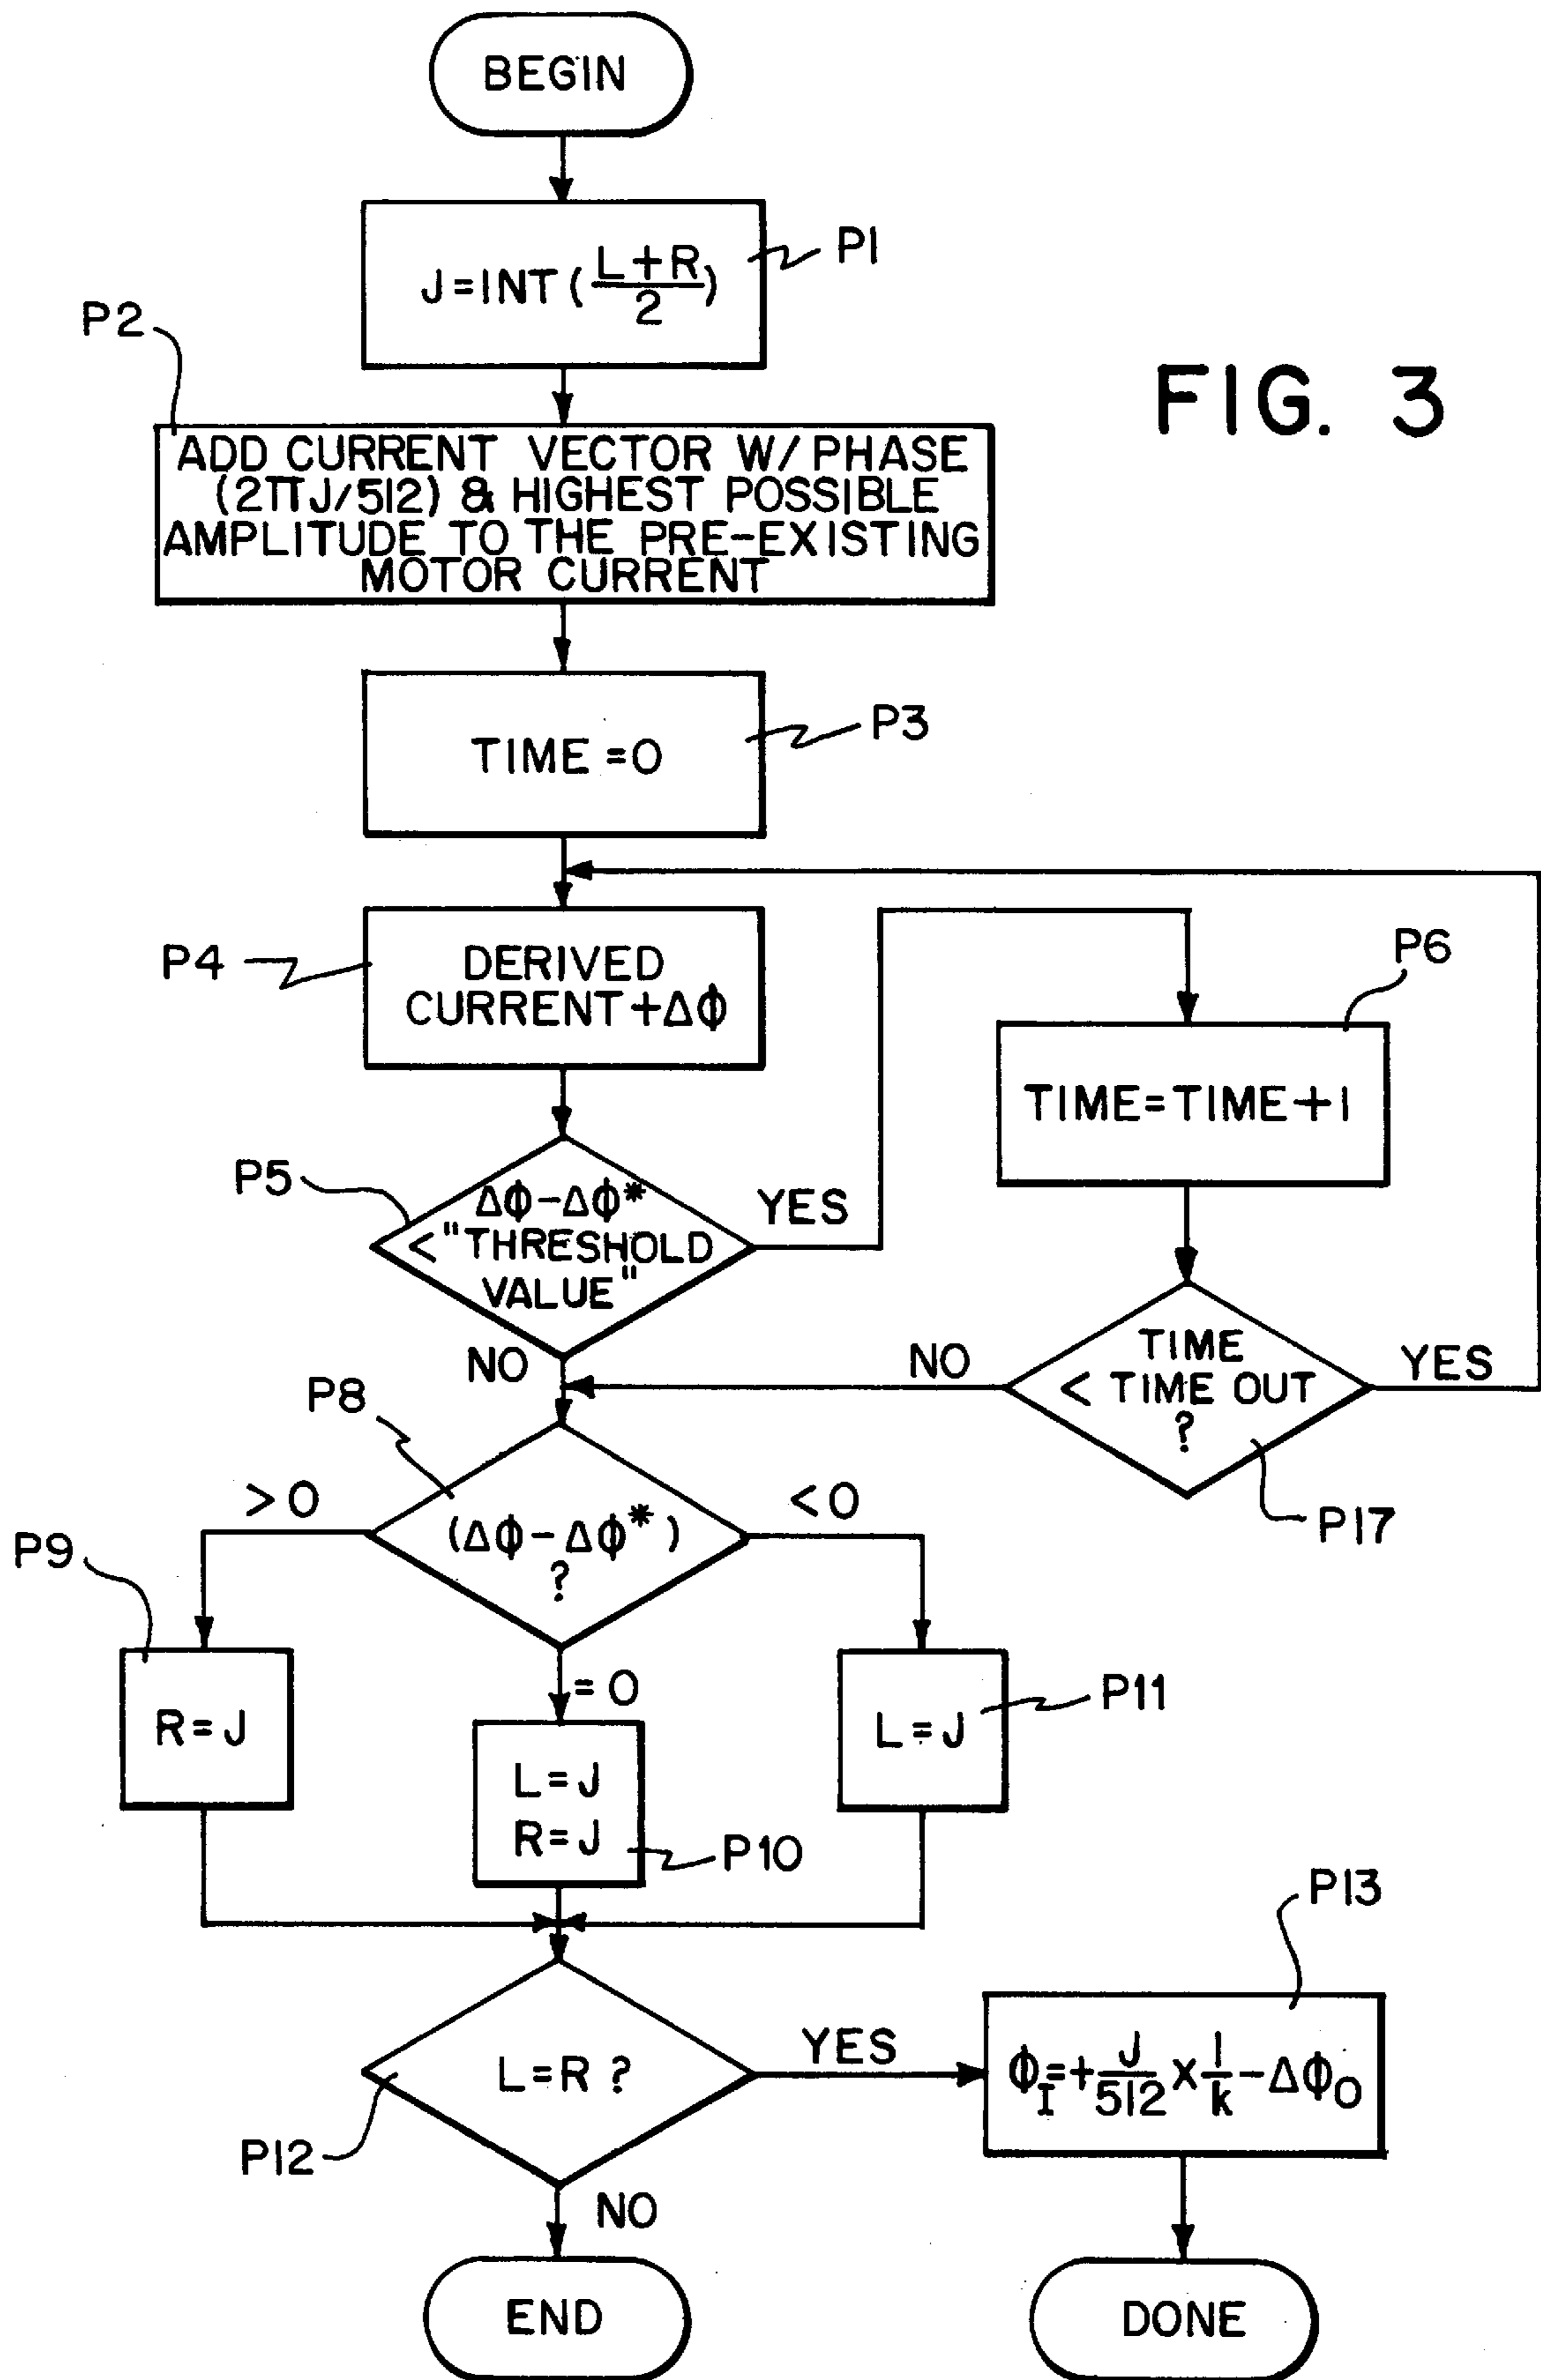 BEGIN
J=INT(L+R/2)
P1
P2
FIG. 3
ADD CURRENT VECTOR W/PHASE
(2πJ/512) & HIGHEST POSSIBLE
AMPLITUDE TO THE PRE-EXISTING
MOTOR CURRENT
TIME =0
P3
P4
DERIVED
CURRENT+Δϕ
P6
TIME=TIME+1
P5
Δϕ-Δϕ*
<"THRESHOLD
VALUE"
YES
NO
TIME
< TIME OUT
?
NO
YES
P17
P8
>0
(Δϕ-Δϕ*)
?
<0
=0
P9
R=J
L=J
R=J
P10
L=J
P11
L=R ?
P12
YES
P13
ϕI=+J/512 x 1/k -Δϕ0
NO
END
DONE